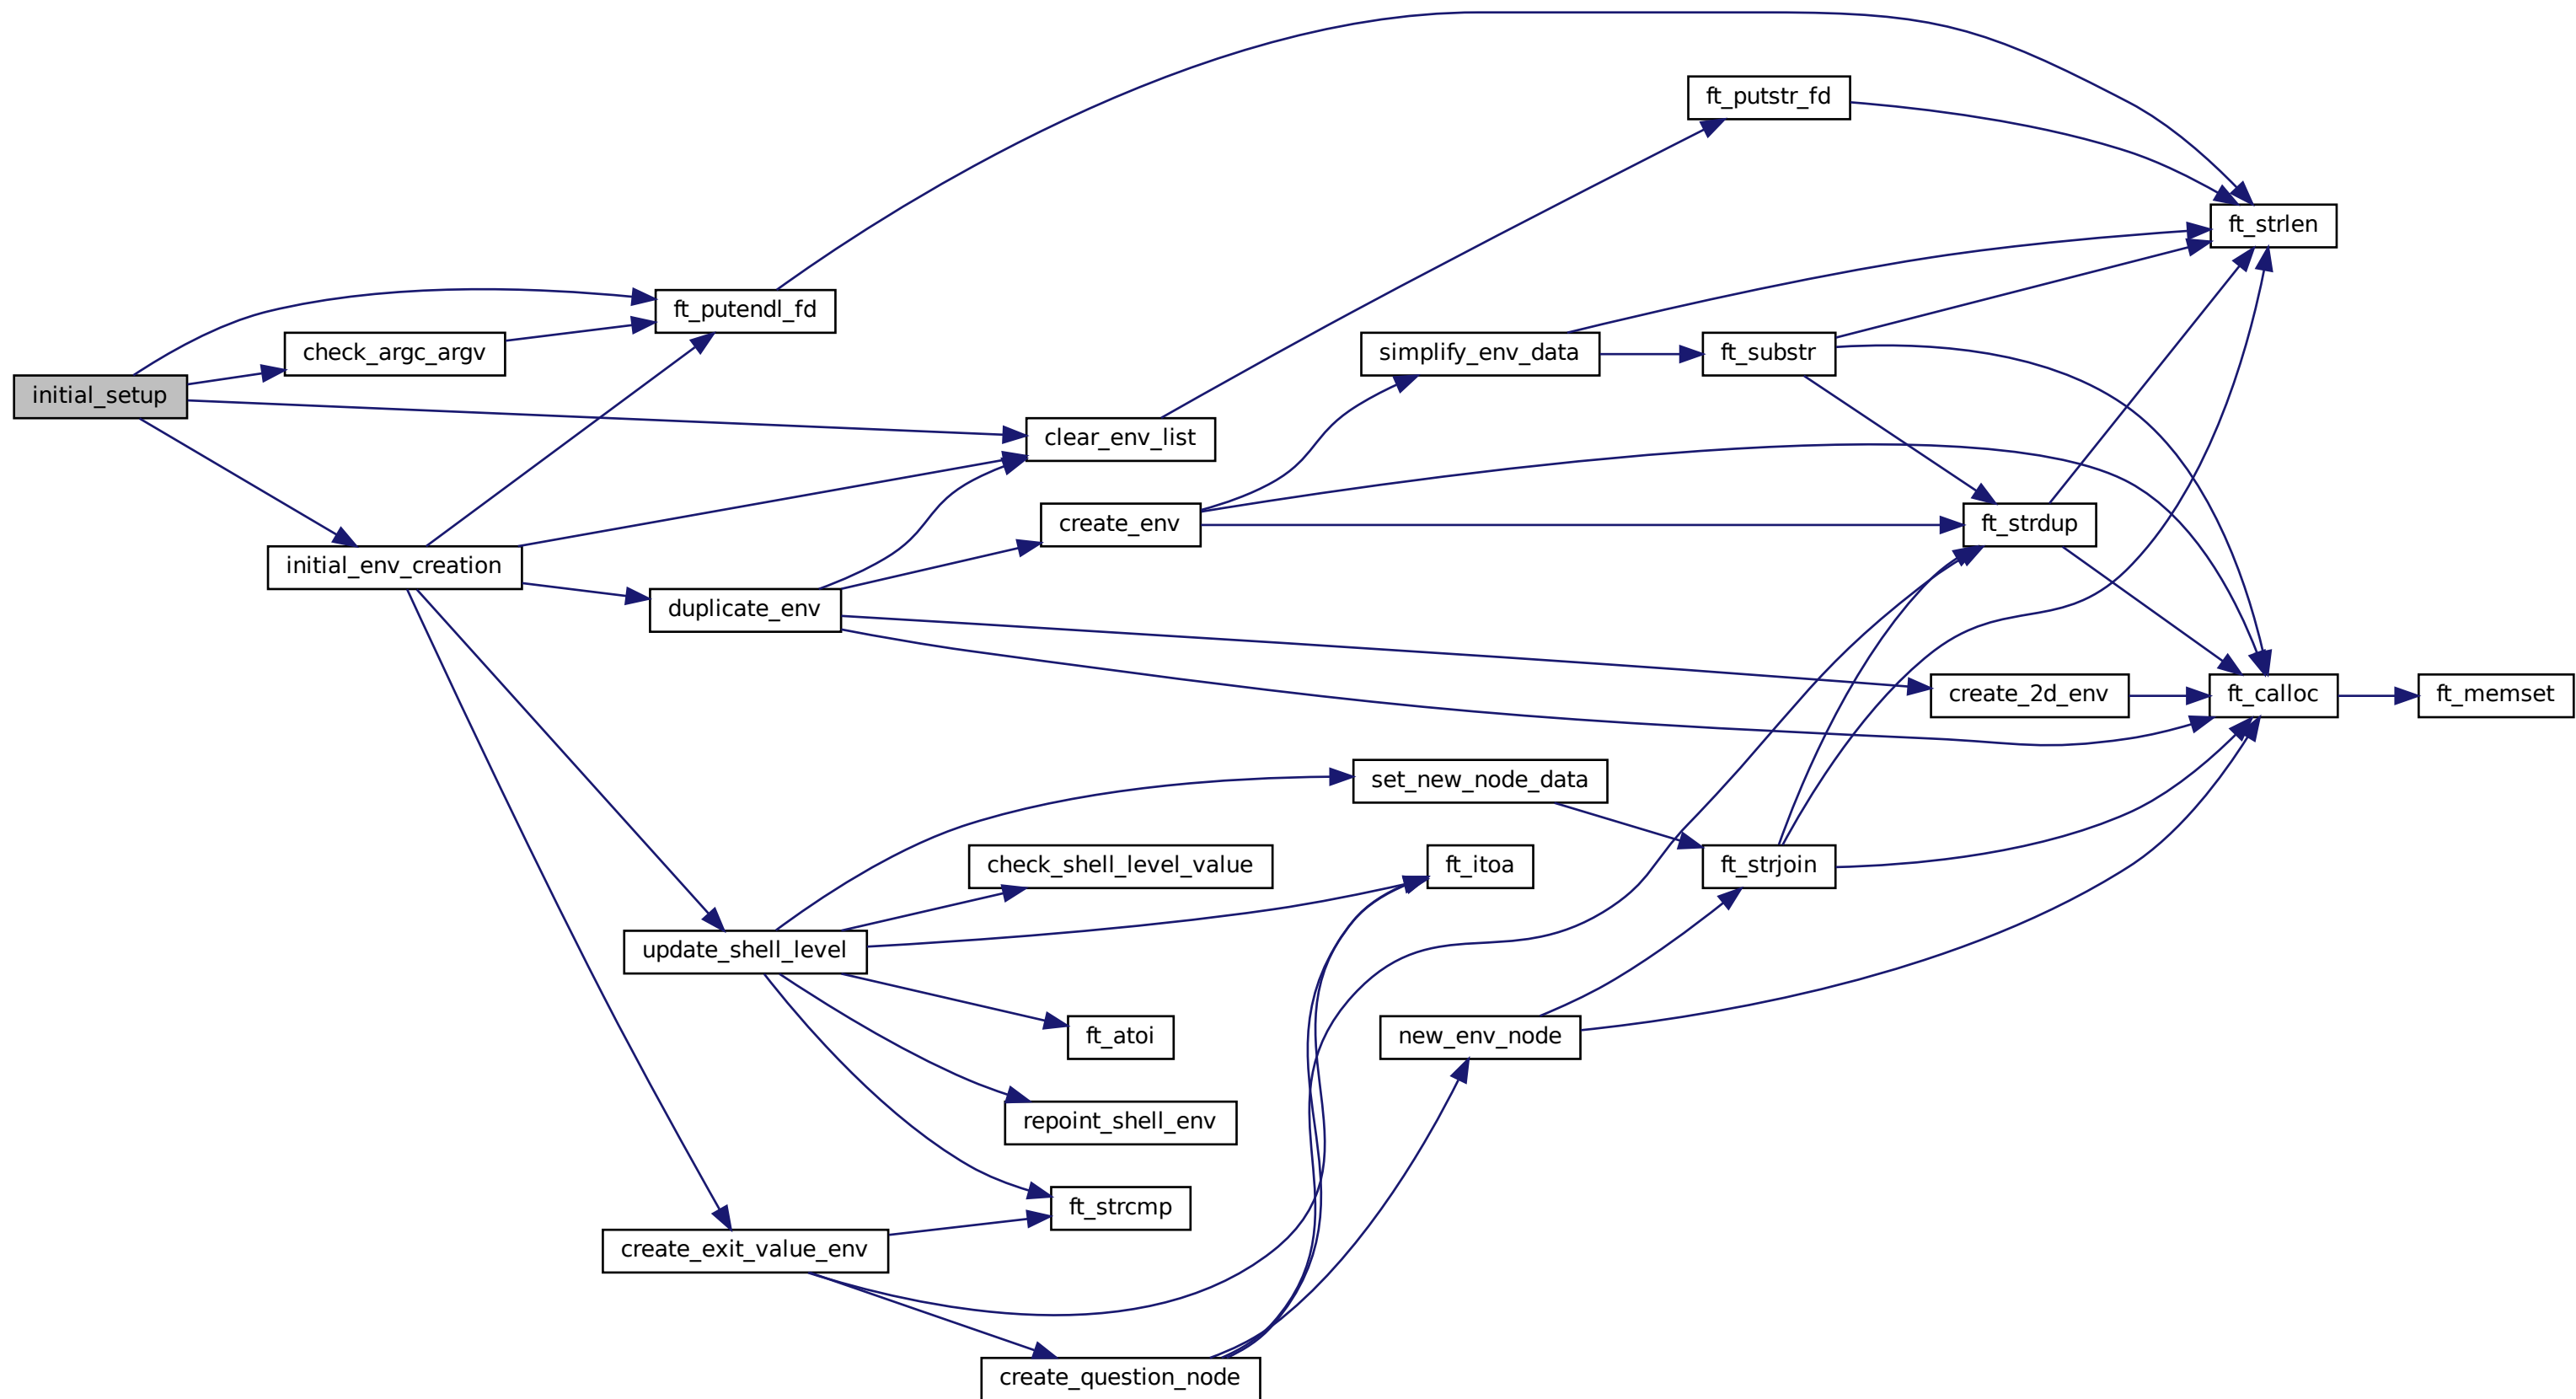 ft_putstr_fd
ft_strlen
ft_putendl_fd
check_argc_argv
simplify_env_data
ft_substr
initial_setup
clear_env_list
create_env
ft_strdup
initial_env_creation
duplicate_env
create_2d_env
ft_calloc
ft_memset
set_new_node_data
check_shell_level_value
ft_itoa
ft_strjoin
update_shell_level
ft_atoi
new_env_node
repoint_shell_env
ft_strcmp
create_exit_value_env
create_question_node